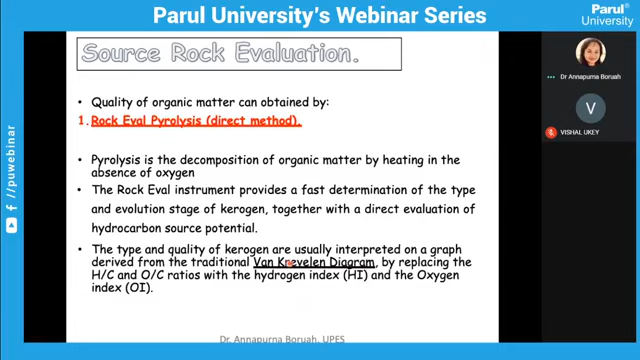 Parul University's Webinar Series
Parul®
University
Source Rock Evaluation.
Quality of organic matter can obtained by:
1. Rock Eval Pyrolysis (direct method).
Pyrolysis is the decomposition of organic matter by heating in the
absence of oxygen
The Rock Eval instrument provides a fast determination of the type
and evolution stage of kerogen, together with a direct evaluation of
hydrocarbon source potential.
The type and quality of kerogen are usually interpreted on a graph
derived from the traditional Van Krevelen Diagram, by replacing the
H/C and O/C ratios with the hydrogen index (HI) and the Oxygen
index (OI).
Dr. Annapurna Boruah, UPES
Dr Annapurna Boruah
V
VISHAL UKEY
/puwebinar